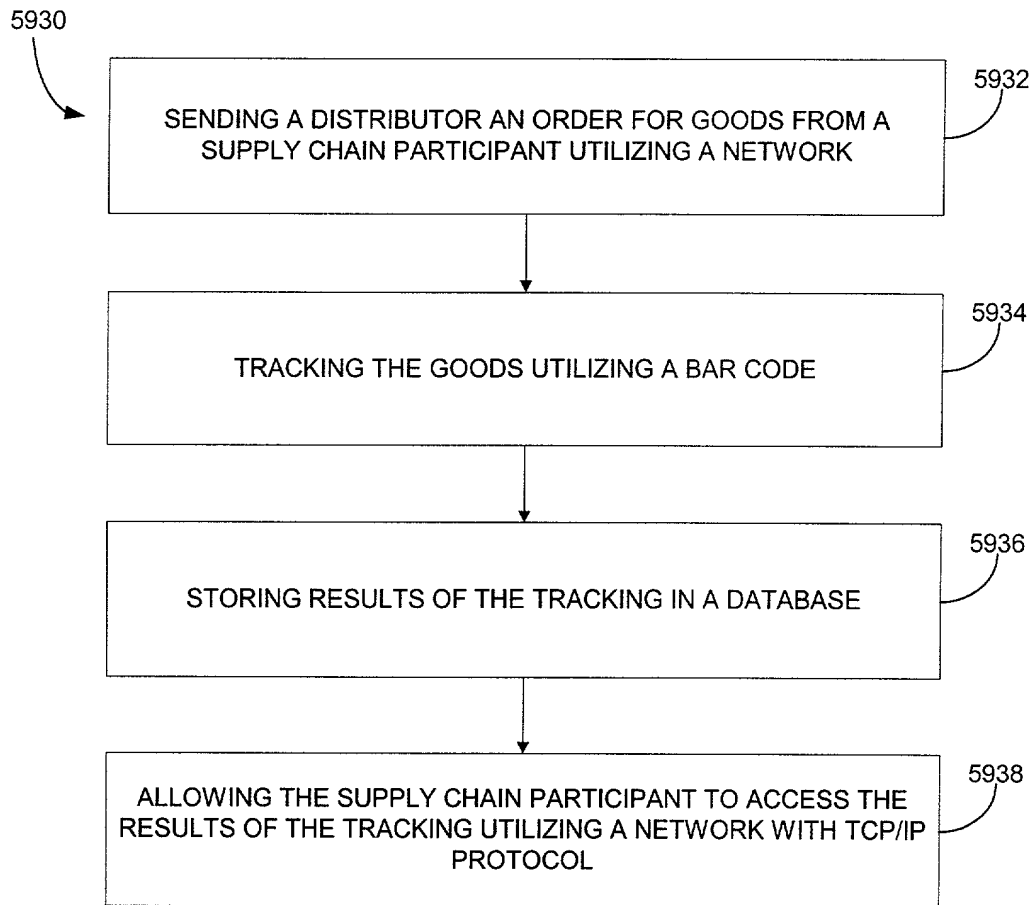 5930
5932
SENDING A DISTRIBUTOR AN ORDER FOR GOODS FROM A
SUPPLY CHAIN PARTICIPANT UTILIZING A NETWORK
5934
TRACKING THE GOODS UTILIZING A BAR CODE
5936
STORING RESULTS OF THE TRACKING IN A DATABASE
5938
ALLOWING THE SUPPLY CHAIN PARTICIPANT TO ACCESS THE
RESULTS OF THE TRACKING UTILIZING A NETWORK WITH TCP/IP
PROTOCOL